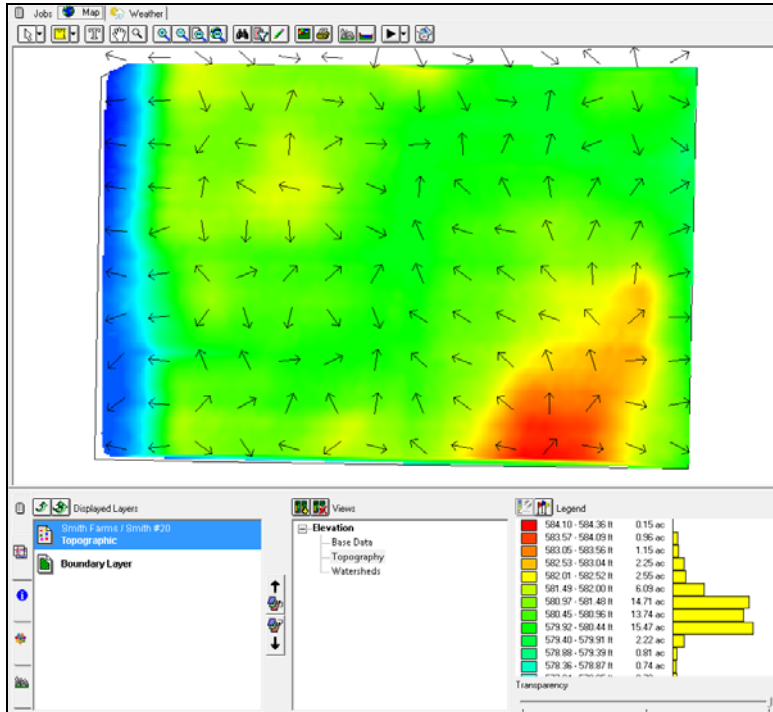 Jobs Map Weather
Displayed Layers
Smith Farms / Smith #20
Topographic
Boundary Layer
Views
Elevation
Base Data
Topography
Watersheds
Legend
584.10 - 584.36 ft 0.15 ac
583.57 - 584.09 ft 0.96 ac
583.05 - 583.56 ft 1.15 ac
582.53 - 583.04 ft 2.25 ac
582.01 - 582.52 ft 2.55 ac
581.49 - 582.00 ft 6.09 ac
580.97 - 581.48 ft 14.71 ac
580.45 - 580.96 ft 13.74 ac
579.92 - 580.44 ft 15.47 ac
579.40 - 579.91 ft 2.22 ac
578.88 - 579.39 ft 0.81 ac
578.36 - 578.87 ft 0.74 ac
Transparency